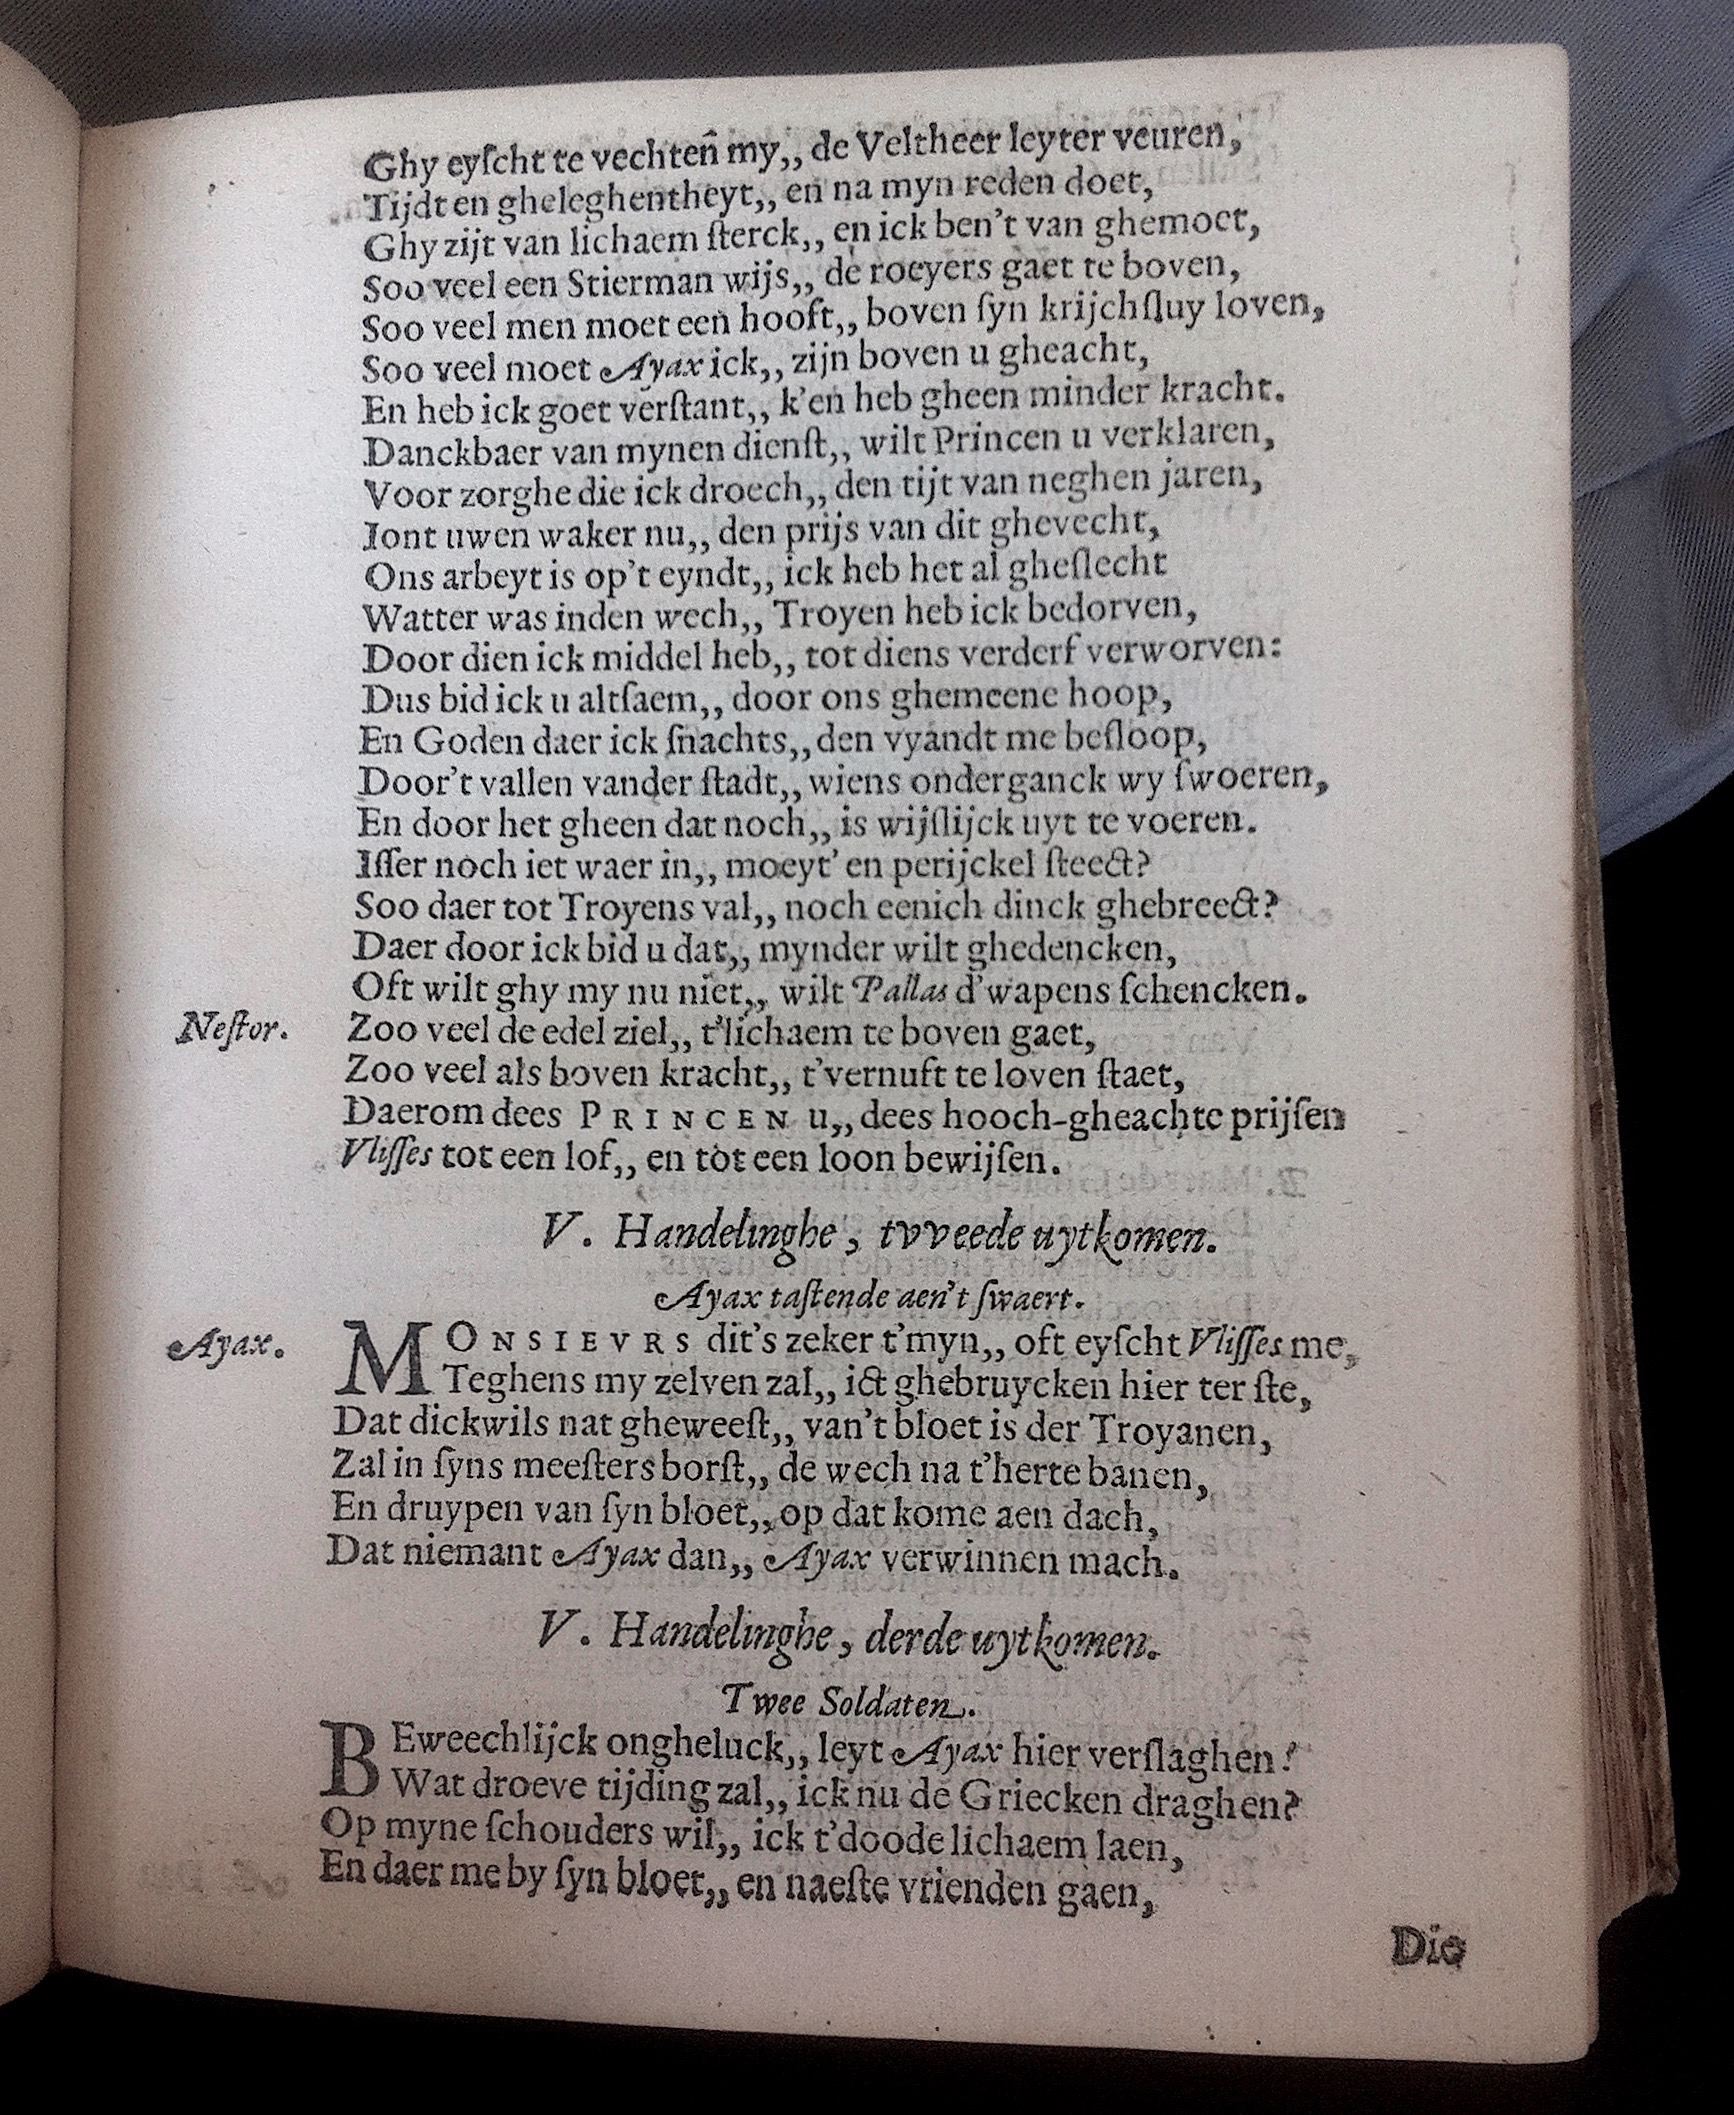 Ghy eyſcht te vechten̂ my,, de Veltheer leyter veuren,
Tijdt en gheleghentheyt,, en na myn reden doet,
Ghy zijt van lichaem ſterck,, en ick ben't van ghemoet,
Soo veel een Stierman wijs,, de roeyers gaet te boven,
Soo veel men moet een hooft,, boven ſyn krijchſluy loven,
Soo veel moet Ayax ick,, zijn boven u gheacht,
En heb ick goet verſtant,, k'en heb gheen minder kracht.
Danckbaer van mynen dienſt,, wilt Princen u verklaren,
Voor zorghe die ick droech,, den tijt van neghen jaren,
Iont uwen waker nu,, den prijs van dit ghevecht,
Ons arbeyt is op't eyndt,, ick heb het al gheſlecht
Watter was inden wech,, Troyen heb ick bedorven,
Door dien ick middel heb,, tot diens verderf verworven:
Dus bid ick u altſaem,, door ons ghemeene hoop,
En Goden daer ick ſnachts,, den vyandt me beſloop,
Door't vallen vander ſtadt,, wiens onderganck wy ſwoeren,
En door het gheen dat noch,, is wijſlijck uyt te voeren.
Iſſer noch iet waer in,, moeyt' en perijckel ſteect?
Soo daer tot Troyens val,, noch eenich dinck ghebreect?
Daer door ick bid u dat,, mynder wilt ghedencken,
Oft wilt ghy my nu niet,, wilt Pallas d'wapens ſchencken.
Neſtor. Zoo veel de edel ziel,, t'lichaem te boven gaet,
Zoo veel als boven kracht,, t'vernuft te loven ſtaet,
Daerom dees PRINCEN u,, dees hooch-gheachte prijſen
Vliſſes tot een lof,, en tot een loon bewijſen.
V. Handelinghe, tvveede uytkomen.
Ayax taſtende aen't ſwaert.
Ayax. MONSIEVRS dit's zeker t'myn,, oft eyſcht Vliſſes me,
Teghens my zelven zal,, ict ghebruycken hier ter ſte,
Dat dickwils nat gheweeſt,, van't bloet is der Troyanen,
Zal in ſyns meeſters borſt,, de wech na t'herte banen,
En druypen van ſyn bloet,, op dat kome aen dach,
Dat niemant Ayax dan,, Ayax verwinnen mach.
V. Handelinghe, derde uytkomen.
Twee Soldaten.
BEweechlijck ongheluck,, leyt Ayax hier verſlaghen!
Wat droeve tijding zal,, ick nu de Griecken draghen?
Op myne ſchouders wil,, ick t'doode lichaem laen,
En daer me by ſyn bloet,, en naeſte vrienden gaen,
Die